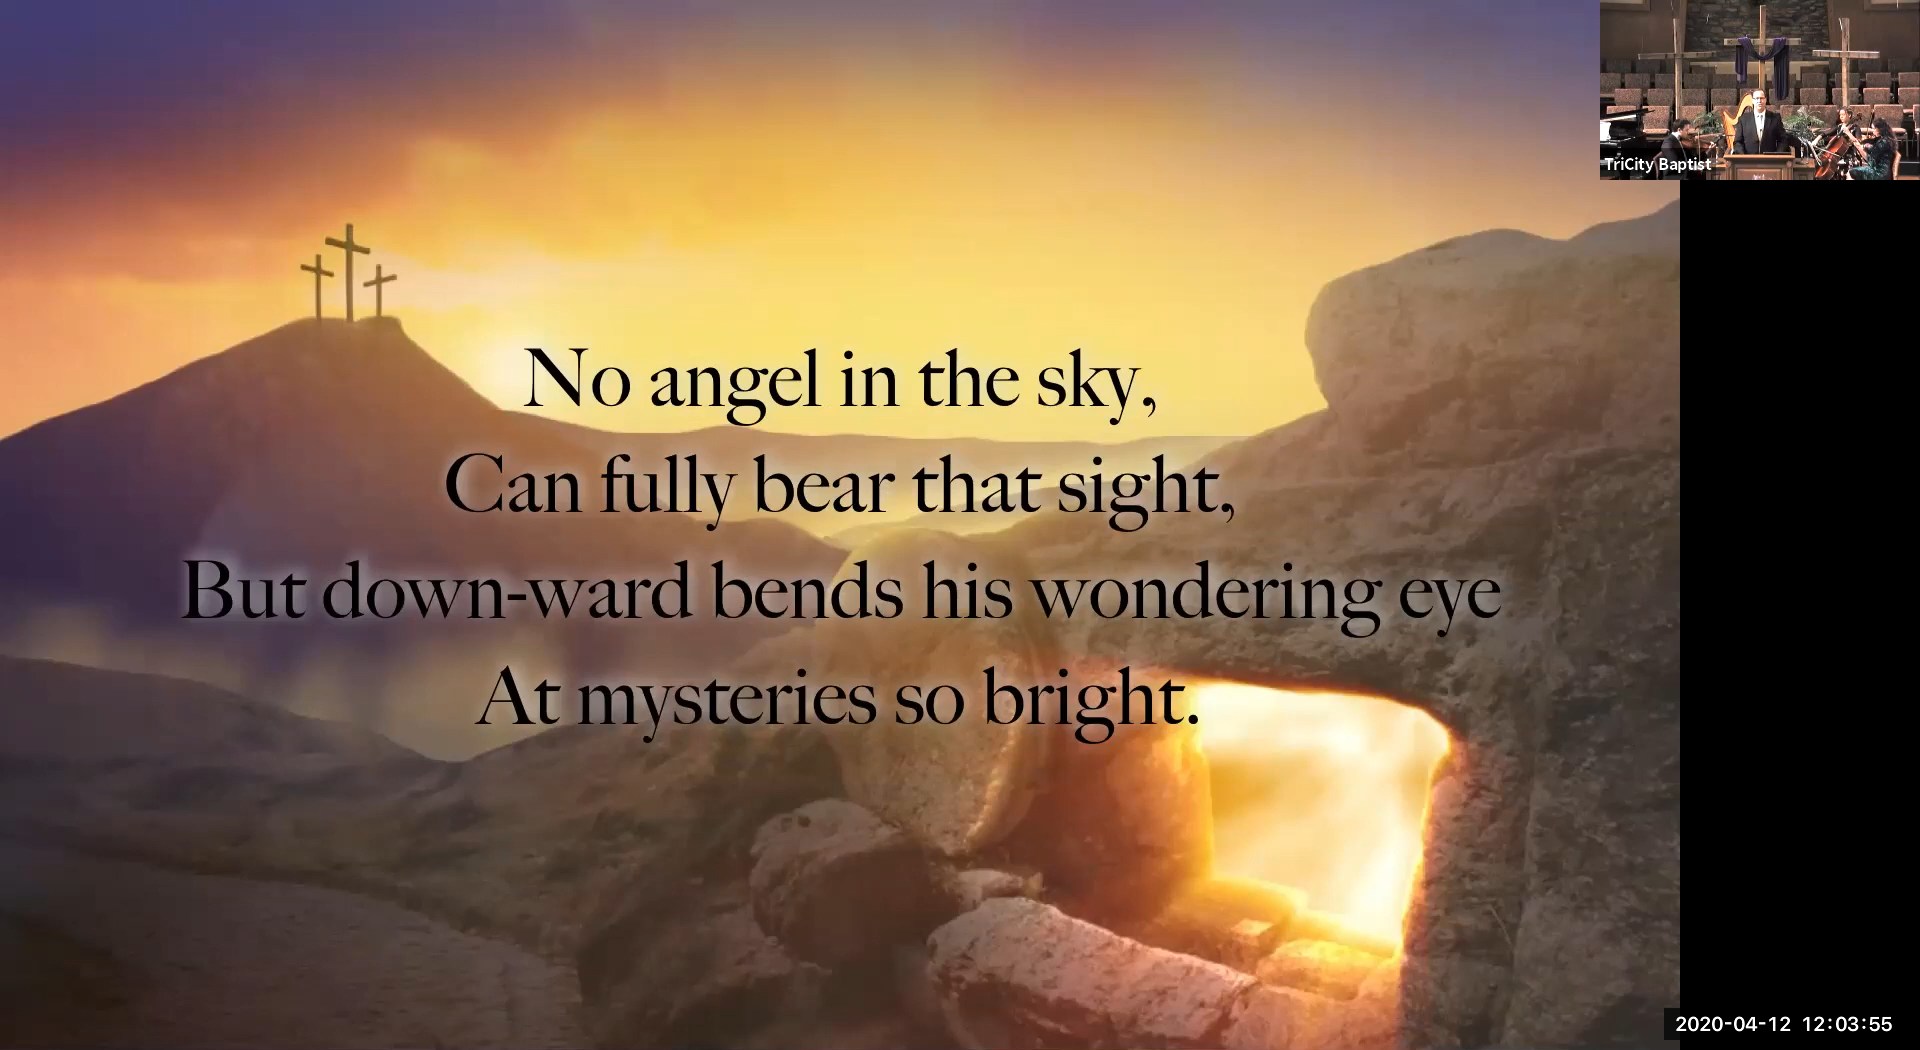 TriCity Baptist
No angel in the sky,
Can fully bear that sight,
But down-ward bends his wondering eye
At mysteries so bright.
2020-04-12 12:03:55